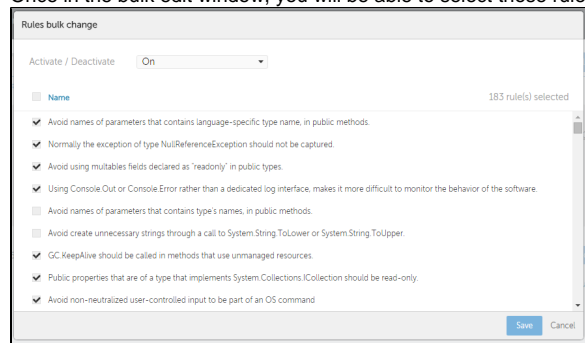 Once in the bulk edit window, you will be able to select those rule
Rules bulk change
Activate / Deactivate On
Name 183 rule(s) selected
Avoid names of parameters that contains language-specific type name, in public methods.
Normally the exception of type NullReferenceException should not be captured.
Avoid using multables fields declared as "readonly" in public types.
Using Console.Out or Console.Error rather than a dedicated log interface, makes it more difficult to monitor the behavior of the software.
Avoid names of parameters that contains type's names, in public methods.
Avoid create unnecessary strings through a call to System.String.ToLower or System.String.ToUpper.
GC.KeepAlive should be called in methods that use unmanaged resources.
Public properties that are of a type that implements System.Collections.ICollection should be read-only.
Avoid non-neutralized user-controlled input to be part of an OS command
Save Cancel